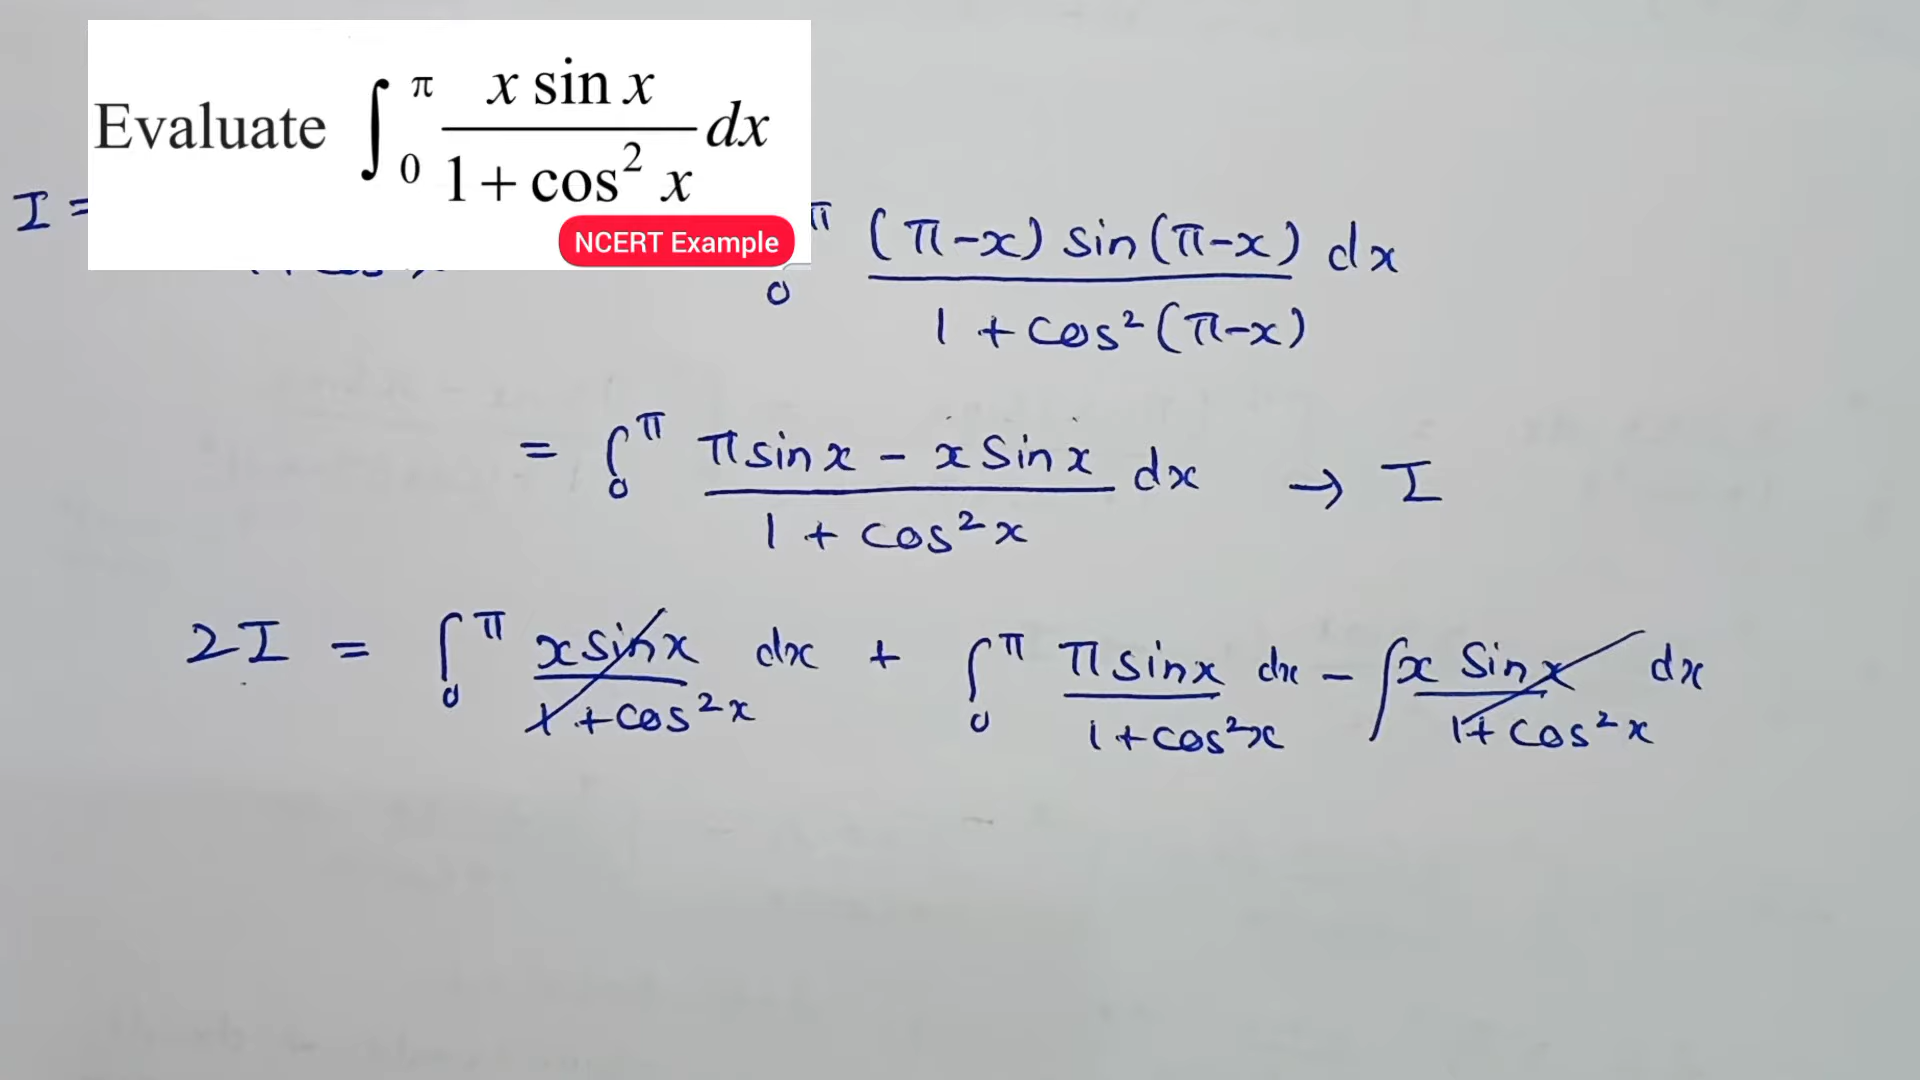 Evaluate ∫₀^π (x sin x)/(1 + cos² x) dx
NCERT Example
I =
π (π-x) sin(π-x) dx
0 1 + cos²(π-x)
= ∫₀^π (π sin x - x sin x)/(1 + cos² x) dx → I
2I = ∫₀^π (x sin x)/(1 + cos² x) dx + ∫₀^π (π sin x)/(1 + cos² x) dx - ∫ (x sin x)/(1 + cos² x) dx